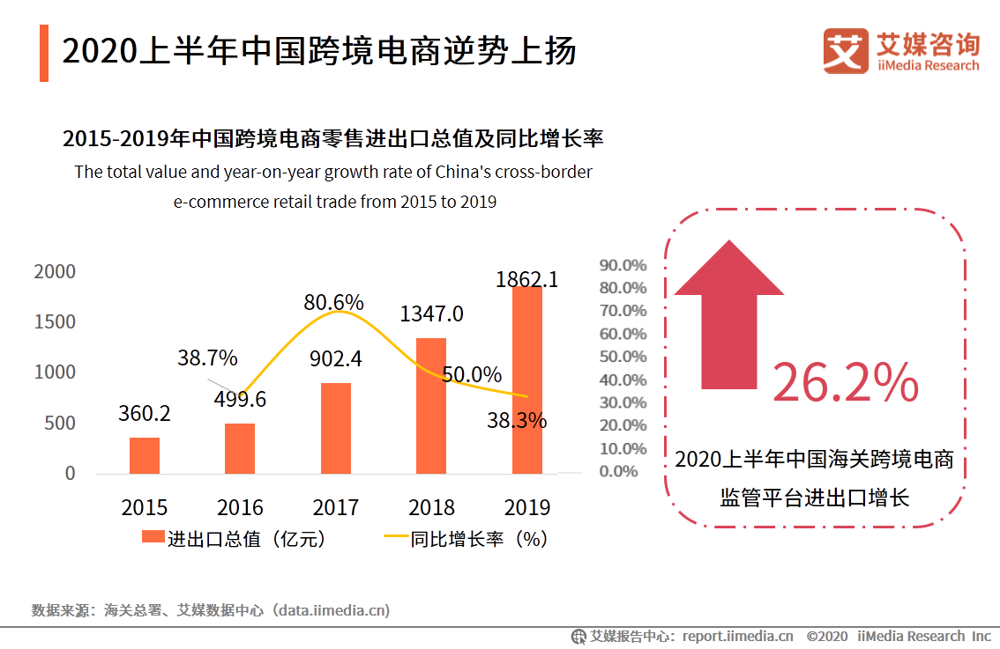 2020上半年中国跨境电商逆势上扬
艾 艾媒咨询
iiMedia Research
2015-2019年中国跨境电商零售进出口总值及同比增长率
The total value and year-on-year growth rate of China's cross-border
e-commerce retail trade from 2015 to 2019
2000
1500
1000
500
0
360.2
38.7%
499.6
80.6%
902.4
1347.0
50.0%
1862.1
38.3%
90.0%
80.0%
70.0%
60.0%
50.0%
40.0%
30.0%
20.0%
10.0%
0.0%
2015 2016 2017 2018 2019
进出口总值（亿元） 同比增长率（%）
26.2%
2020上半年中国海关跨境电商
监管平台进出口增长
数据来源：海关总署、艾媒数据中心（data.iimedia.cn)
艾媒报告中心：report.iimedia.cn ©2020 iiMedia Research Inc